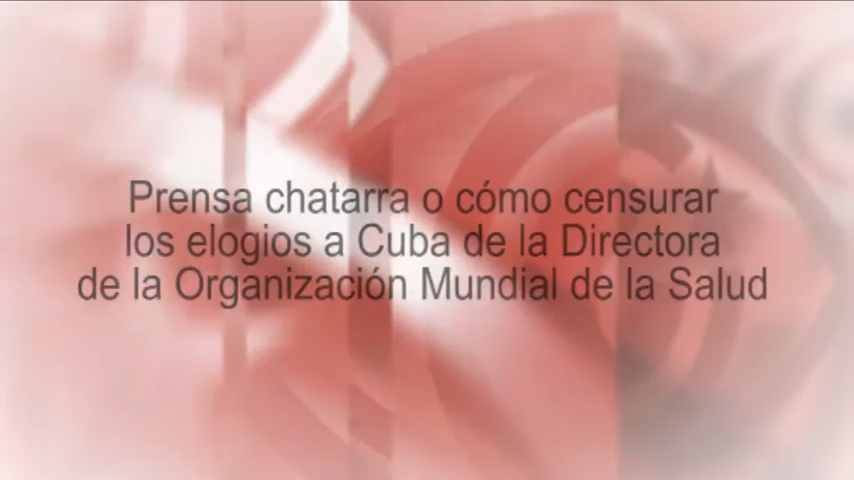 Prensa chatarra o cómo censurar
los elogios a Cuba de la Directora
de la Organización Mundial de la Salud